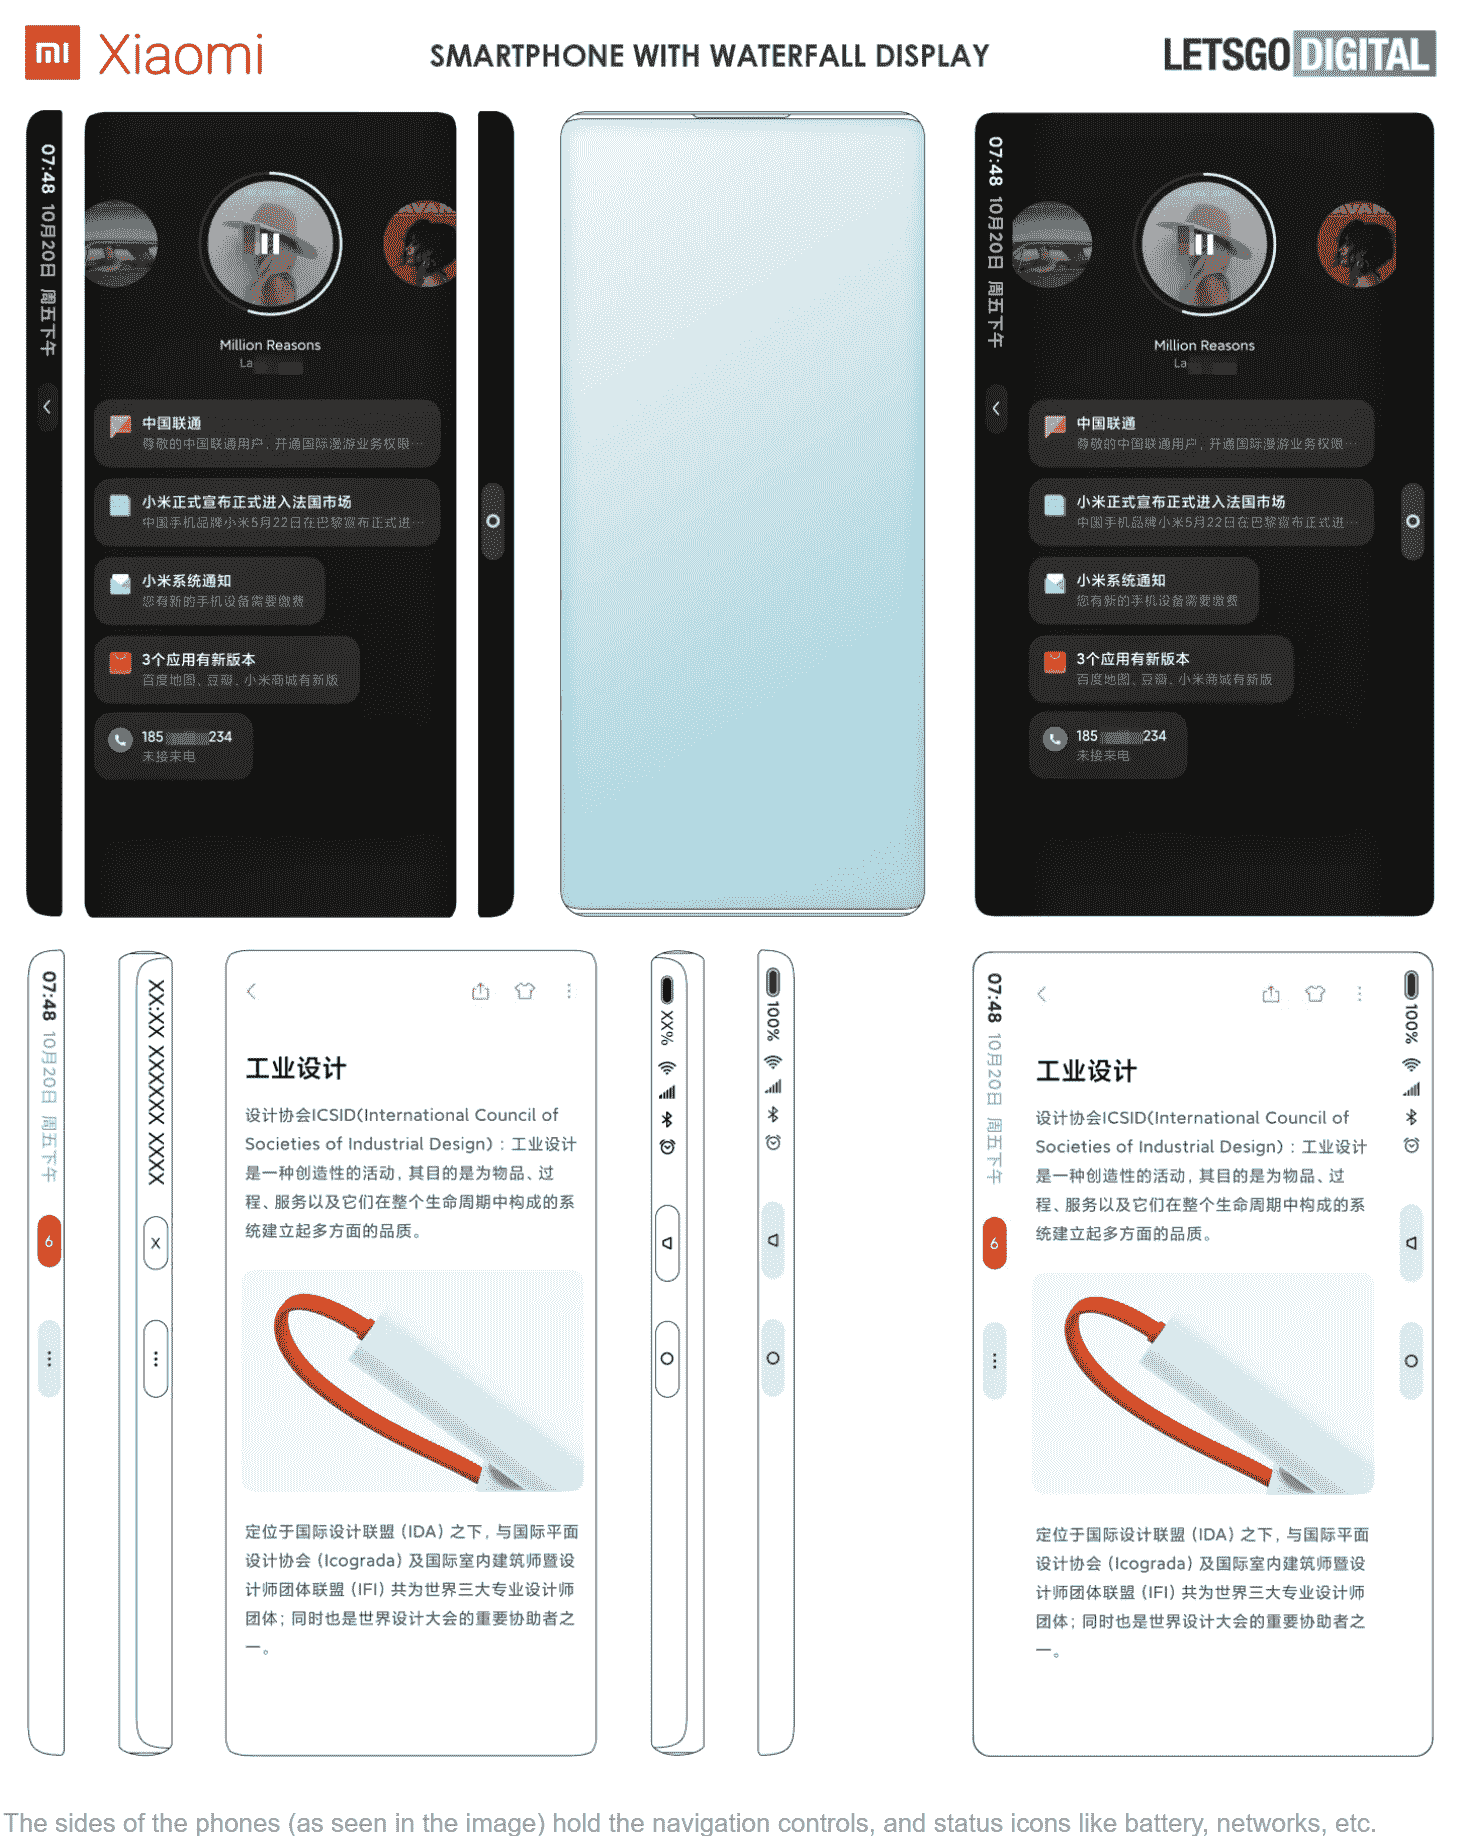 mi Xiaomi
SMARTPHONE WITH WATERFALL DISPLAY
LETSGODIGITAL
07:48 10月20日 周五下午
Million Reasons
La
中国联通
尊敬的中国联通用户，开通国际漫游业务权限…
小米正式宣布正式进入法国市场
中国手机品牌小米5月22日在巴黎宣布正式进…
小米系统通知
您有新的手机设备需要缴费
3个应用有新版本
百度地图、豆瓣、小米商城有新版
185 234
未接来电
07:48 10月20日 周五下午
Million Reasons
La
中国联通
尊敬的中国联通用户，开通国际漫游业务权限…
小米正式宣布正式进入法国市场
中国手机品牌小米5月22日在巴黎宣布正式进…
小米系统通知
您有新的手机设备需要缴费
3个应用有新版本
百度地图、豆瓣、小米商城有新版
185 234
未接来电
07:48 10月20日 周五下午
6
XX:XX XXXXXX XXXX
X
工业设计
设计协会ICSID(International Council of
Societies of Industrial Design)：工业设计
是一种创造性的活动，其目的是为物品、过
程、服务以及它们在整个生命周期中构成的系
统建立起多方面的品质。
定位于国际设计联盟（IDA）之下，与国际平面
设计协会（Icograda）及国际室内建筑师暨设
计师团体联盟（IFI）共为世界三大专业设计师
团体；同时也是世界设计大会的重要协助者之
一。
XX%
100%
07:48 10月20日 周五下午
6
工业设计
设计协会ICSID(International Council of
Societies of Industrial Design)：工业设计
是一种创造性的活动，其目的是为物品、过
程、服务以及它们在整个生命周期中构成的系
统建立起多方面的品质。
定位于国际设计联盟（IDA）之下，与国际平面
设计协会（Icograda）及国际室内建筑师暨设
计师团体联盟（IFI）共为世界三大专业设计师
团体；同时也是世界设计大会的重要协助者之
一。
100%
The sides of the phones (as seen in the image) hold the navigation controls, and status icons like battery, networks, etc.